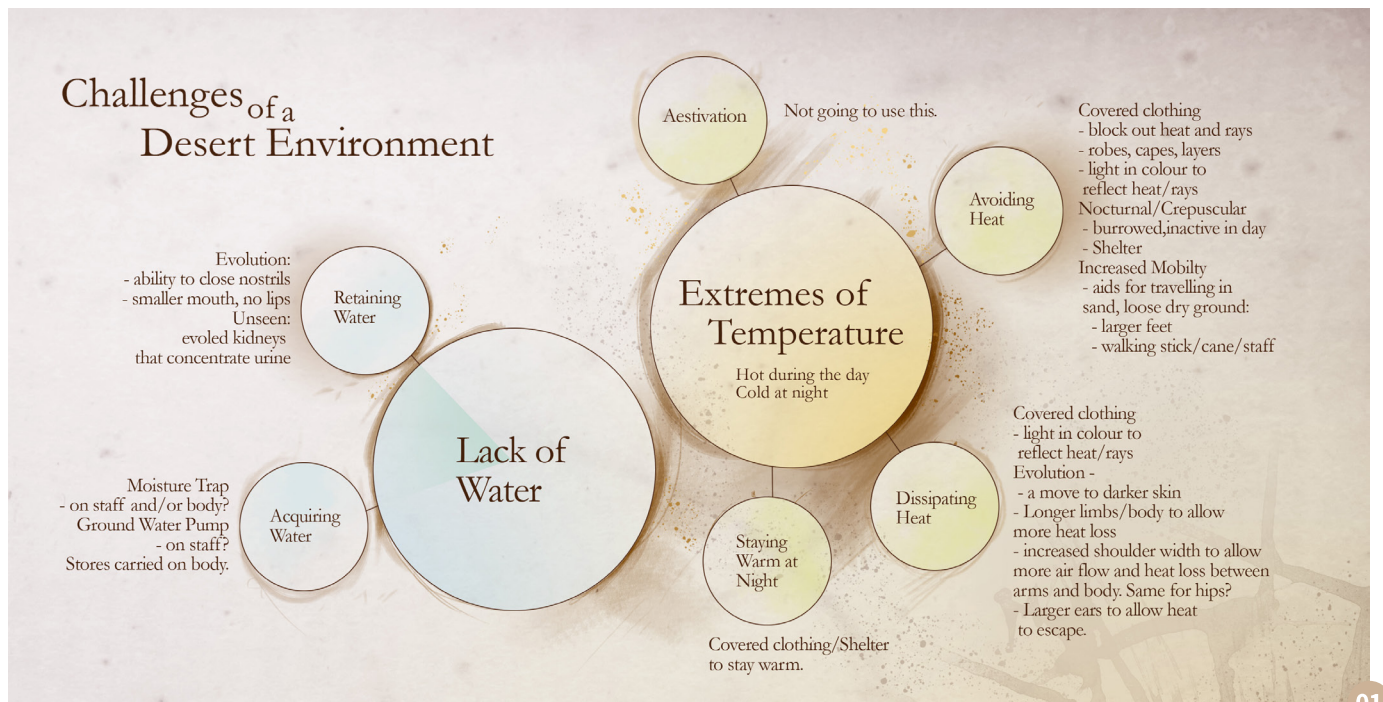 Challenges of a
Desert Environment
Aestivation
Not going to use this.
Avoiding
Heat
Covered clothing
- block out heat and rays
- robes, capes, layers
- light in colour to
reflect heat/rays
Nocturnal/Crepuscular
- burrowed,inactive in day
- Shelter
Increased Mobilty
- aids for travelling in
sand, loose dry ground:
- larger feet
- walking stick/cane/staff
Extremes of
Temperature
Hot during the day
Cold at night
Evolution:
- ability to close nostrils
- smaller mouth, no lips
Unseen:
evoled kidneys
that concentrate urine
Retaining
Water
Lack of
Water
Moisture Trap
- on staff and/or body?
Ground Water Pump
- on staff?
Stores carried on body.
Acquiring
Water
Staying
Warm at
Night
Covered clothing/Shelter
to stay warm.
Dissipating
Heat
Covered clothing
- light in colour to
reflect heat/rays
Evolution -
- a move to darker skin
- Longer limbs/body to allow
more heat loss
- increased shoulder width to allow
more air flow and heat loss between
arms and body. Same for hips?
- Larger ears to allow heat
to escape.
01